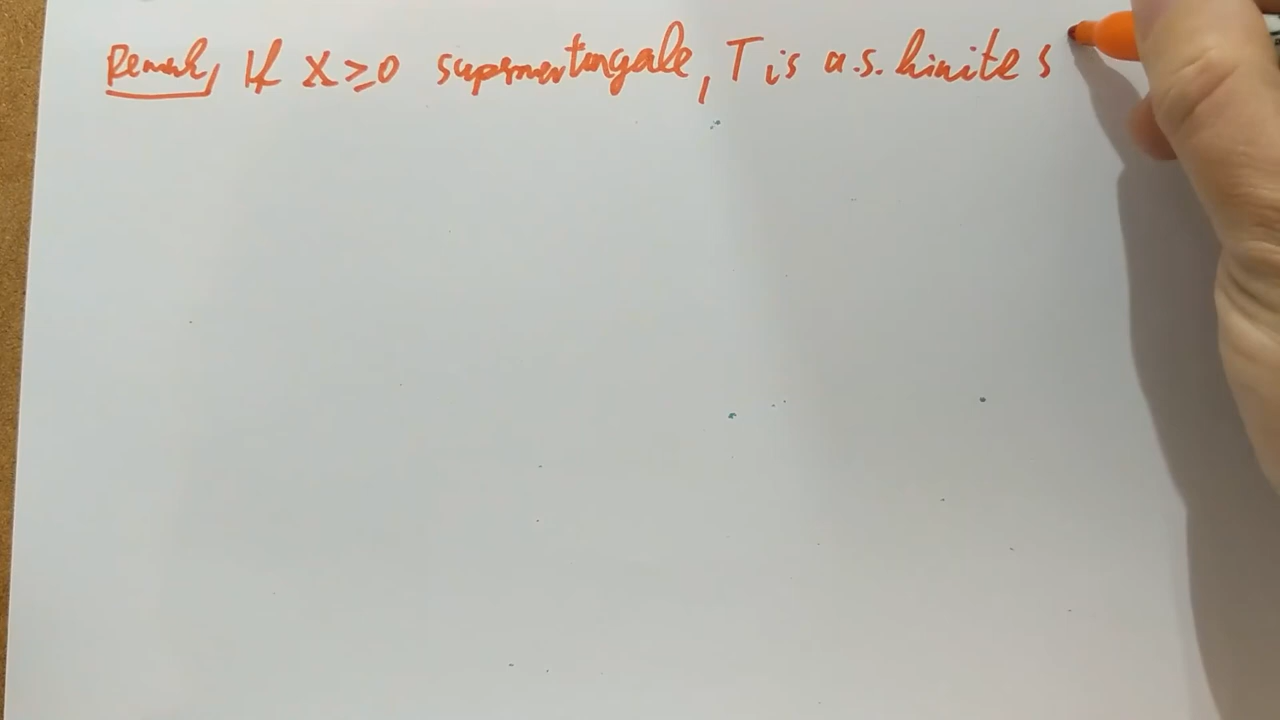 Remark, If X ≥ 0 supermartingale, T is a.s. finite s